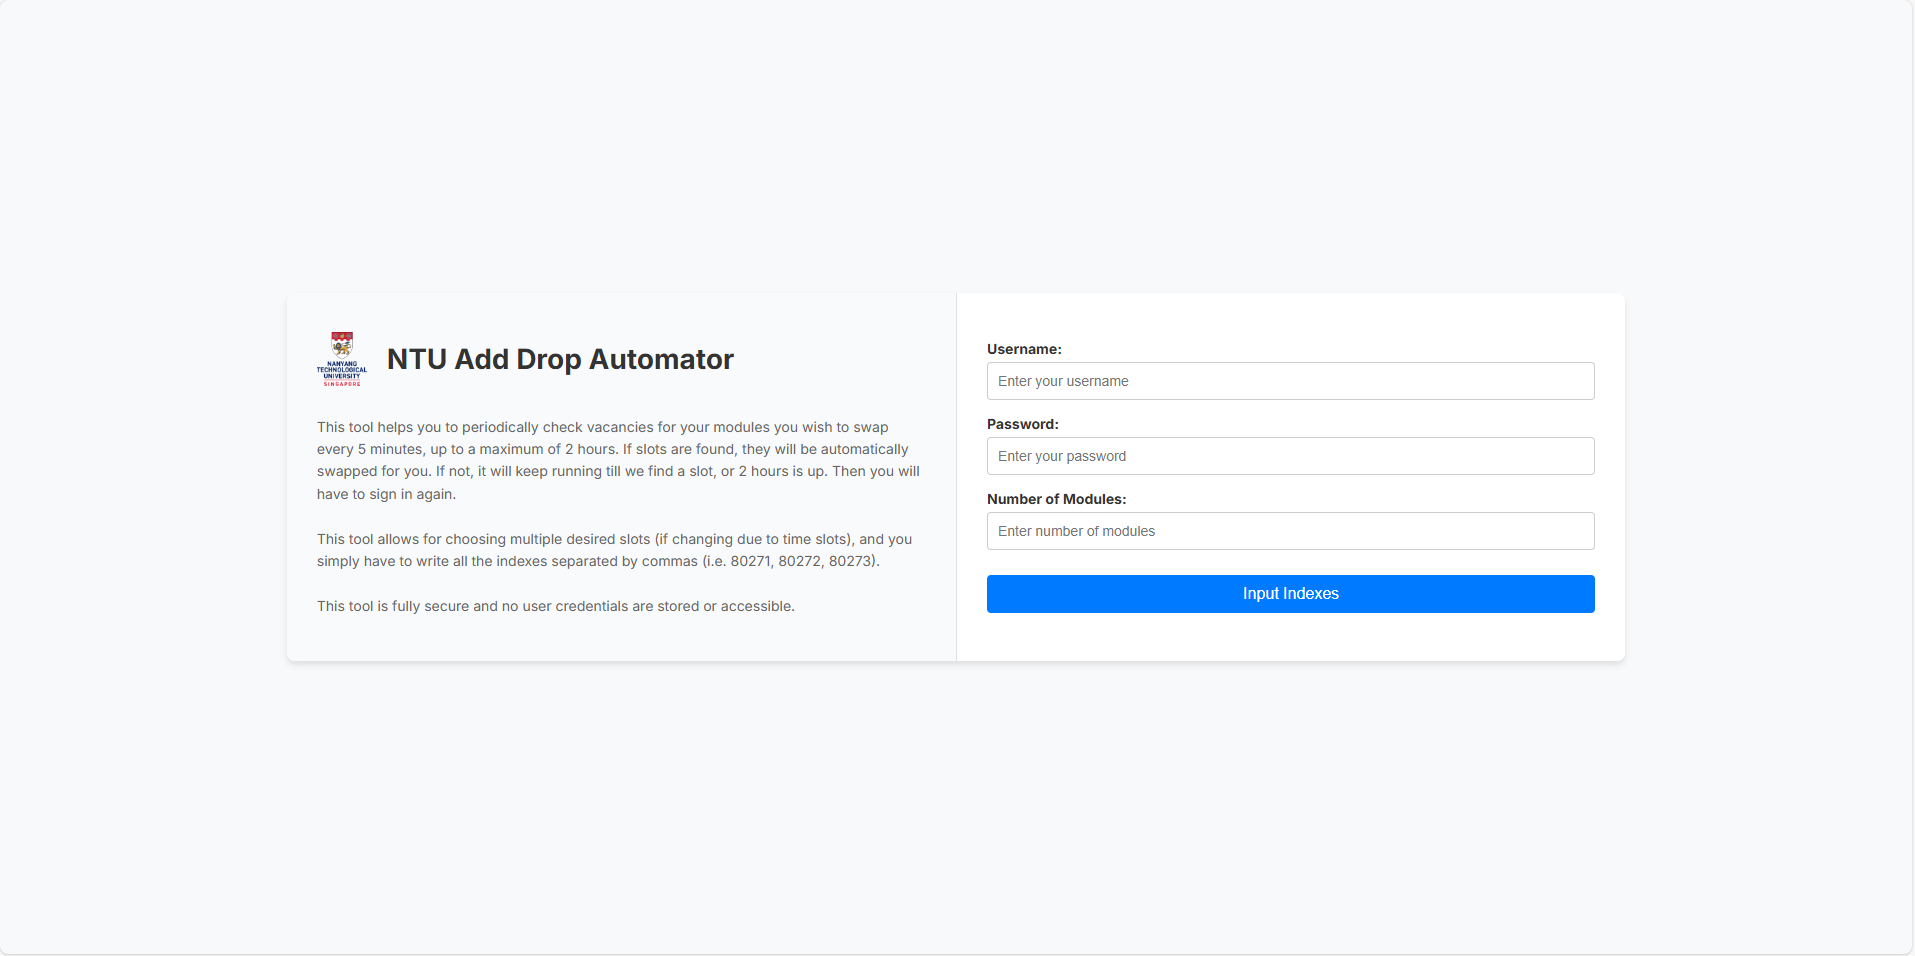 NANYANG
TECHNOLOGICAL
UNIVERSITY
SINGAPORE
NTU Add Drop Automator
This tool helps you to periodically check vacancies for your modules you wish to swap
every 5 minutes, up to a maximum of 2 hours. If slots are found, they will be automatically
swapped for you. If not, it will keep running till we find a slot, or 2 hours is up. Then you will
have to sign in again.
This tool allows for choosing multiple desired slots (if changing due to time slots), and you
simply have to write all the indexes separated by commas (i.e. 80271, 80272, 80273).
This tool is fully secure and no user credentials are stored or accessible.
Username:
Enter your username
Password:
Enter your password
Number of Modules:
Enter number of modules
Input Indexes